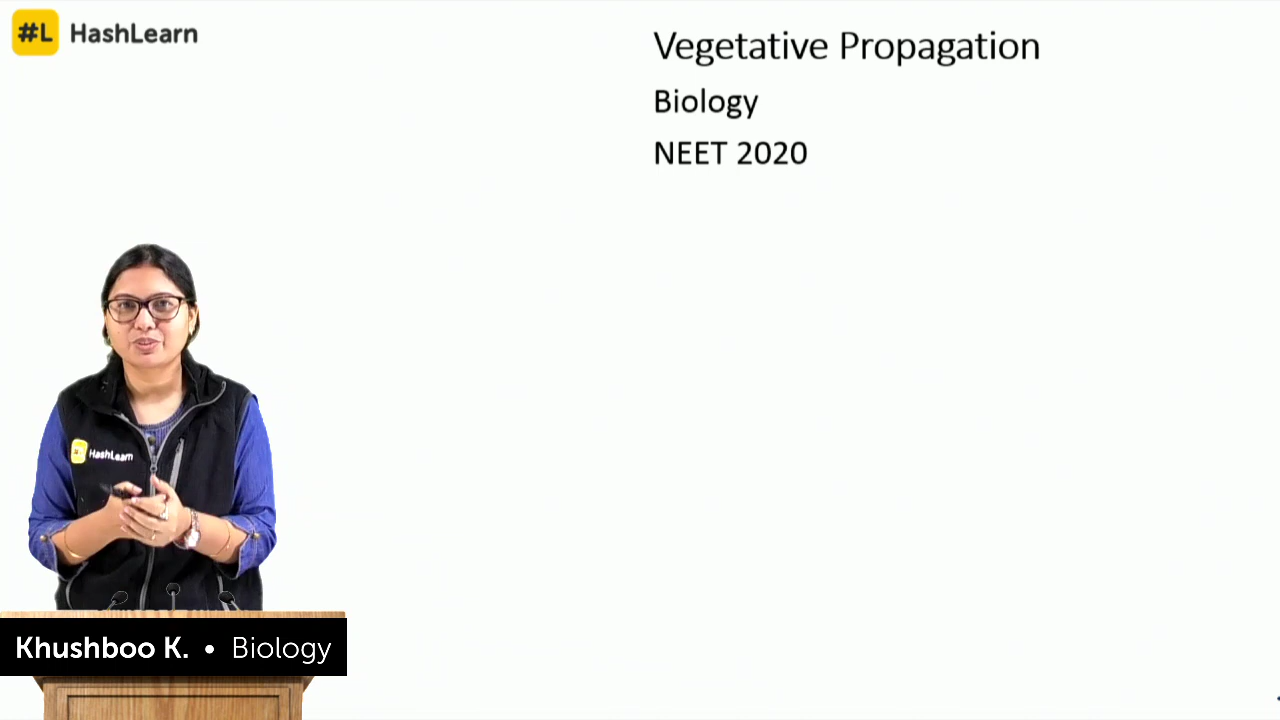 #L HashLearn
Vegetative Propagation
Biology
NEET 2020
HashLearn
Khushboo K. • Biology